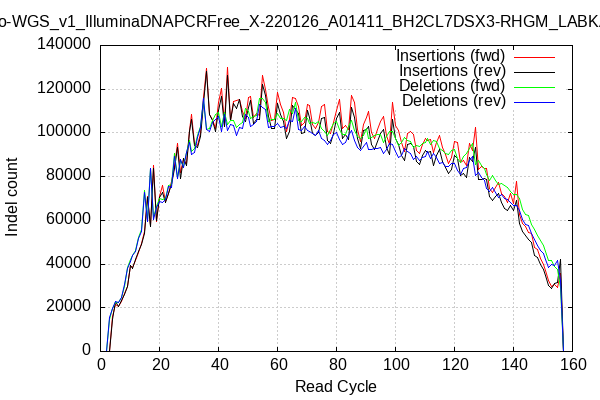 o-WGS_v1_IlluminaDNAPCRFree_X-220126_A01411_BH2CL7DSX3-RHGM_LABK
Insertions (fwd)
Insertions (rev)
Deletions (fwd)
Deletions (rev)
140000
120000
100000
80000
60000
40000
20000
0
Indel count
0 20 40 60 80 100 120 140 160
Read Cycle